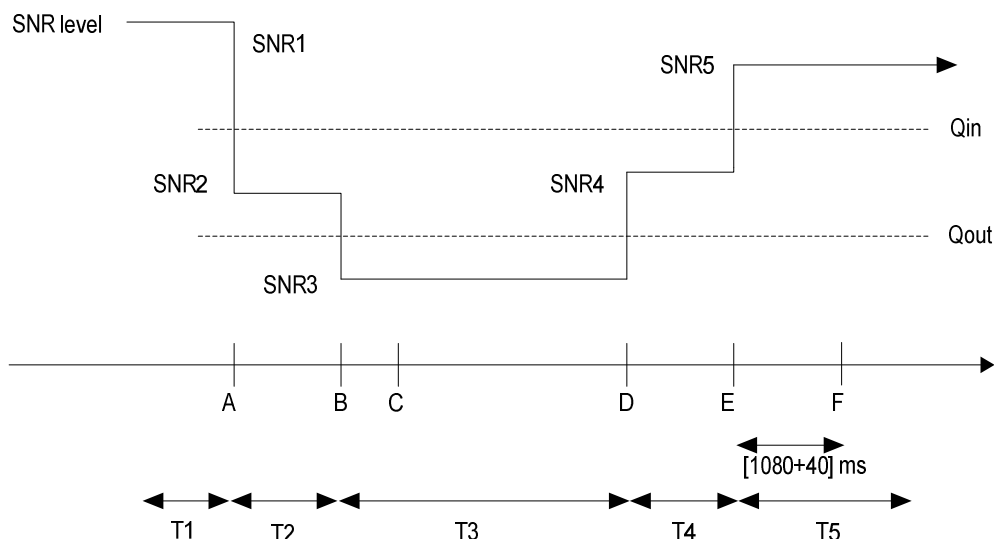 SNR level
SNR1
SNR5
Qin
SNR2
SNR4
Qout
SNR3
A B C D E F
[1080+40] ms
T1 T2 T3 T4 T5